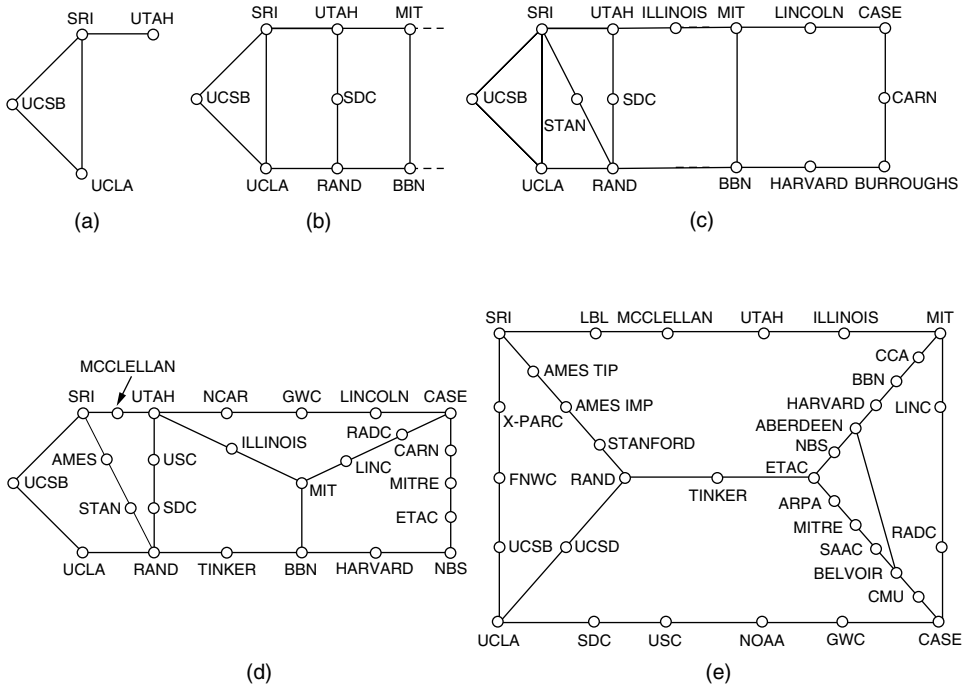 SRI UTAH
UCSB
UCLA
(a)
SRI UTAH MIT
UCSB SDC
UCLA RAND BBN
(b)
SRI UTAH ILLINOIS MIT LINCOLN CASE
UCSB SDC CARN
STAN
UCLA RAND BBN HARVARD BURROUGHS
(c)
MCCLELLAN
SRI UTAH NCAR GWC LINCOLN CASE
RADC
ILLINOIS CARN
AMES USC LINC
UCSB MIT MITRE
STAN SDC ETAC
UCLA RAND TINKER BBN HARVARD NBS
(d)
SRI LBL MCCLELLAN UTAH ILLINOIS MIT
CCA
AMES TIP BBN
X-PARC AMES IMP HARVARD LINC
ABERDEEN
STANFORD NBS
FNWC RAND TINKER ETAC
ARPA
MITRE
UCSB UCSD SAAC RADC
BELVOIR
CMU
UCLA SDC USC NOAA GWC CASE
(e)